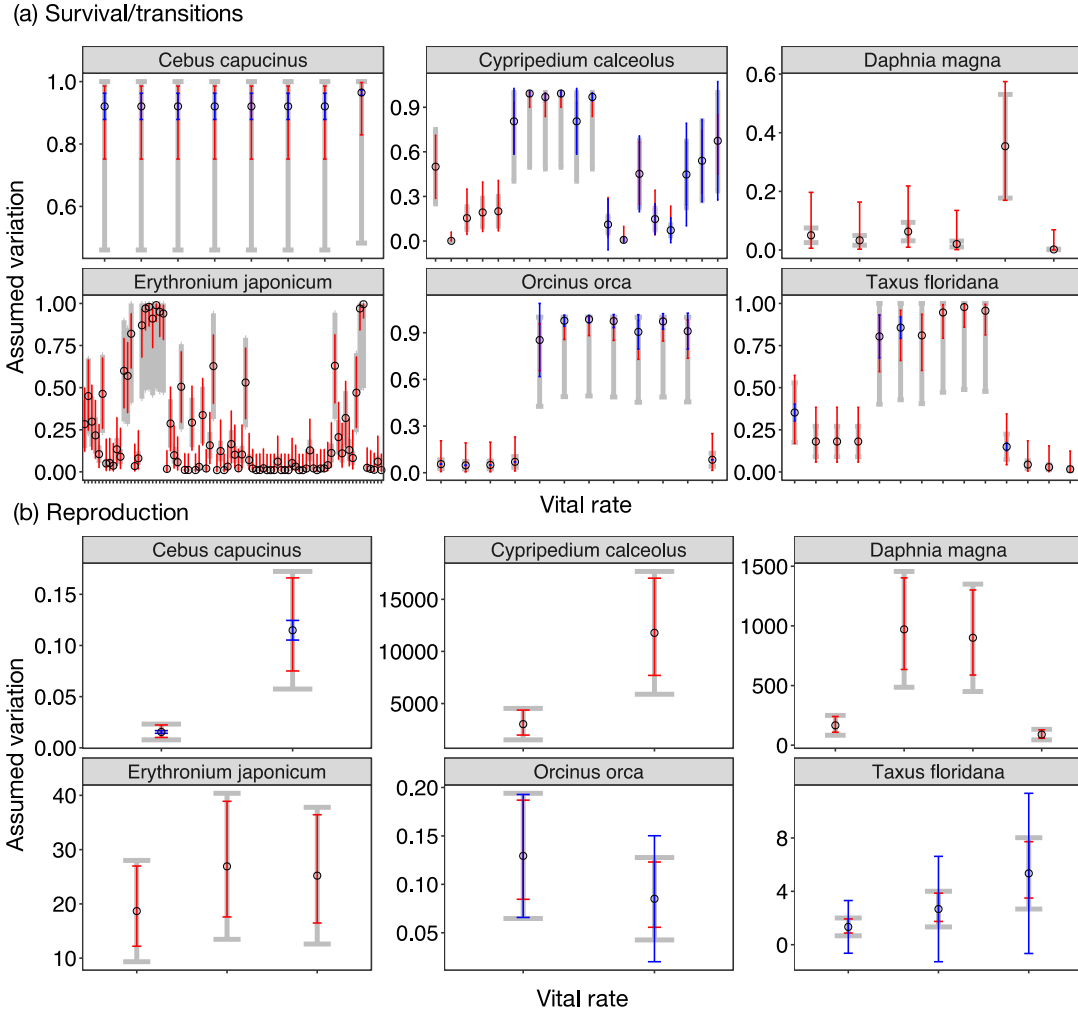 (a) Survival/transitions
Cebus capucinus
Cypripedium calceolus
Daphnia magna
1.0
0.8
0.6
0.9
0.6
0.3
0.0
0.6
0.4
0.2
0.0
Assumed variation
Erythronium japonicum
Orcinus orca
Taxus floridana
1.00
0.75
0.50
0.25
0.00
0.9
0.6
0.3
0.0
1.00
0.75
0.50
0.25
0.00
Vital rate
(b) Reproduction
Cebus capucinus
Cypripedium calceolus
Daphnia magna
0.15
0.10
0.05
0.00
15000
10000
5000
0
1500
1000
500
0
Assumed variation
Erythronium japonicum
Orcinus orca
Taxus floridana
40
30
20
10
0.20
0.15
0.10
0.05
8
4
0
Vital rate